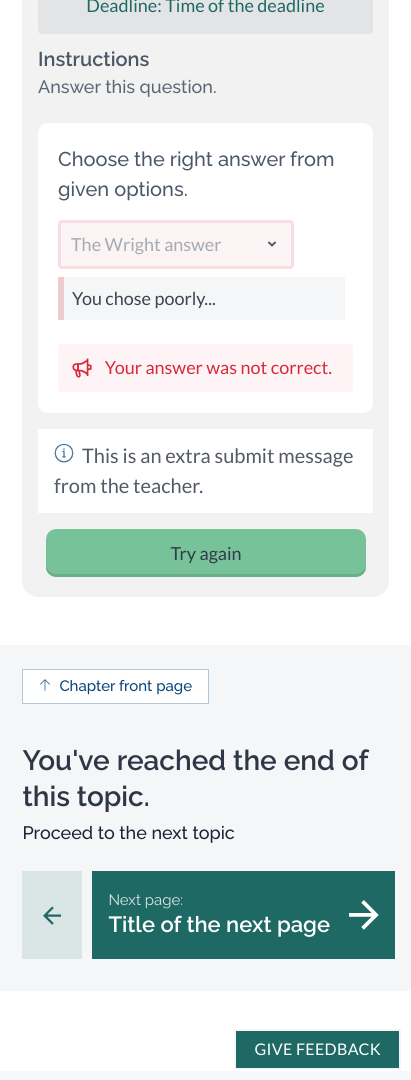 Deadline: Time of the deadline
Instructions
Answer this question.
Choose the right answer from
given options.
The Wright answer
You chose poorly...
Your answer was not correct.
This is an extra submit message
from the teacher.
Try again
Chapter front page
You've reached the end of
this topic.
Proceed to the next topic
Next page:
Title of the next page
GIVE FEEDBACK